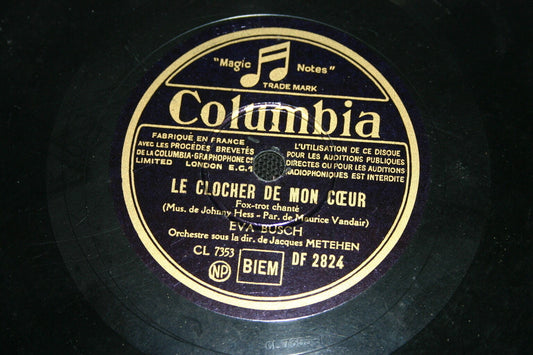 "Magic Notes"
TRADE MARK
Columbia
FABRIQUÉ EN FRANCE
AVEC LES PROCÉDÉS BREVETÉS
DE LA COLUMBIA-GRAPHOPHONE Cº
LIMITED LONDON E.C.1
L'UTILISATION DE CE DISQUE
POUR LES AUDITIONS PUBLIQUES
DIRECTES OU POUR LES AUDITIONS
RADIOPHONIQUES EST INTERDITE
LE CLOCHER DE MON CŒUR
Fox-trot chanté
(Mus. de Johnny Hess - Par. de Maurice Vandair)
EVA BUSCH
Orchestre sous la dir. de Jacques METEHEN
CL 7353
NP
BIEM
DF 2824